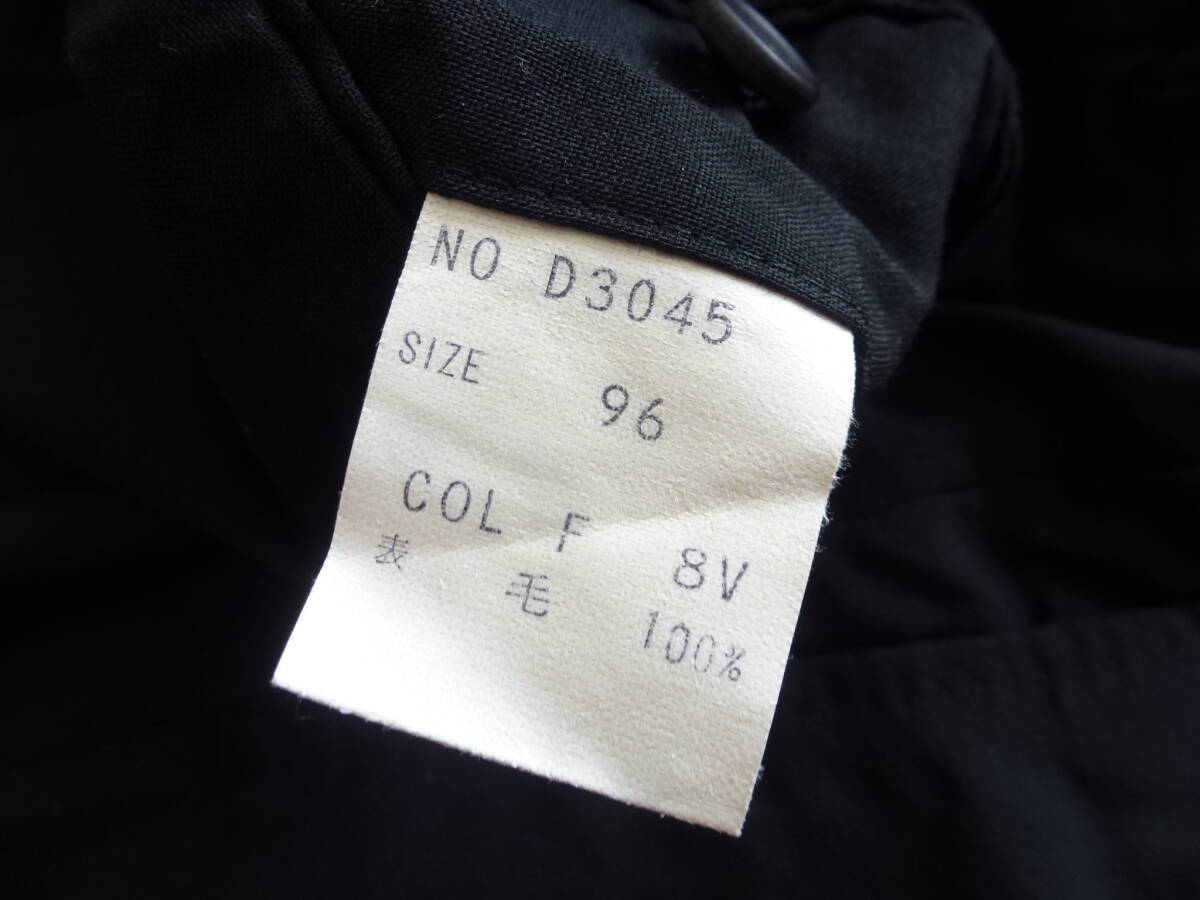 NO D3045
SIZE 96
COL F 8V
表 毛 100%